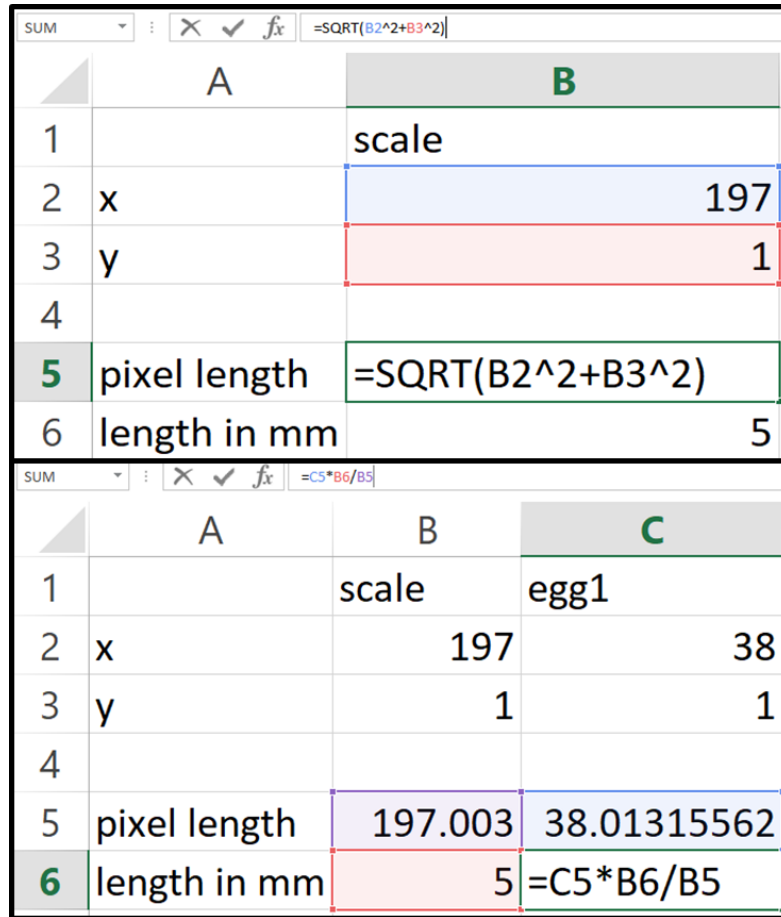 SUM fx =SQRT(B2^2+B3^2)
A B
1 scale
2 x 197
3 y 1
4
5 pixel length =SQRT(B2^2+B3^2)
6 length in mm 5
SUM fx =C5*B6/B5
A B C
1 scale egg1
2 x 197 38
3 y 1 1
4
5 pixel length 197.003 38.01315562
6 length in mm 5 =C5*B6/B5